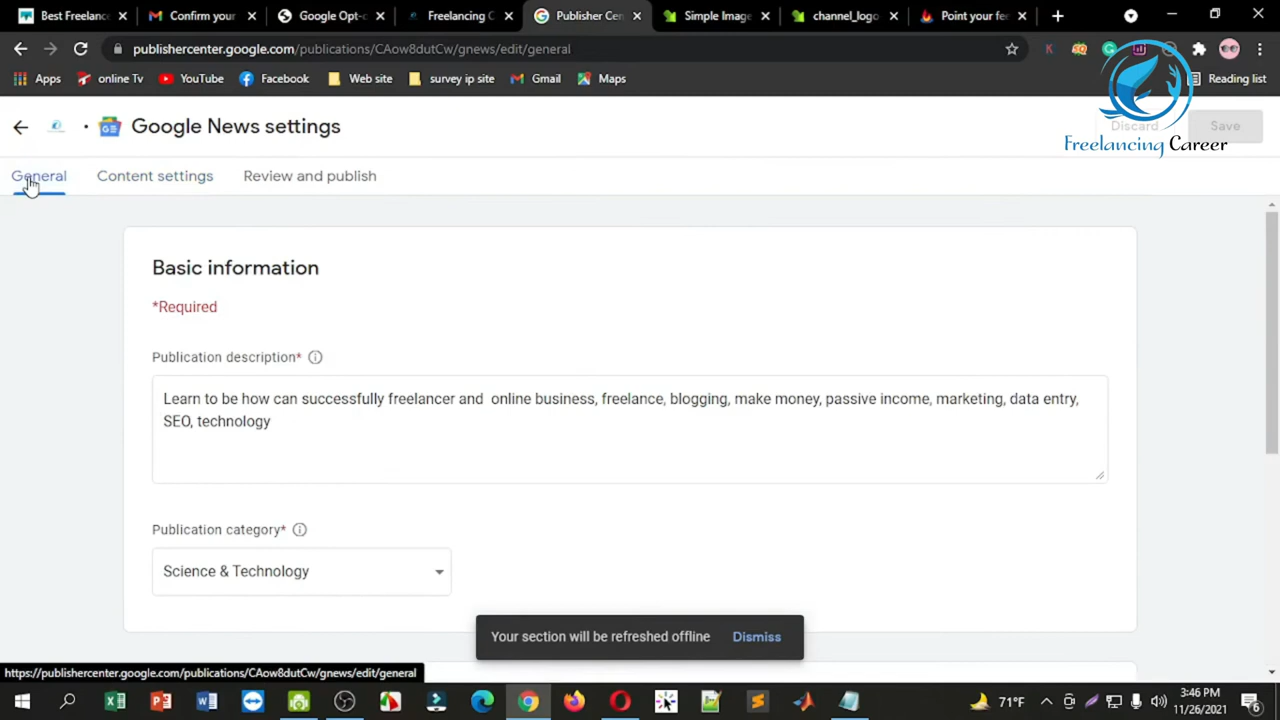 Best Freelance
Confirm your
Google Opt-o
Freelancing C
Publisher Cen
Simple Image
channel_logo
Point your fee
publishercenter.google.com/publications/CAow8dutCw/gnews/edit/general
Apps
online Tv
YouTube
Facebook
Web site
survey ip site
Gmail
Maps
Reading list
Google News settings
Discard
Save
Freelancing Career
General
Content settings
Review and publish
Basic information
*Required
Publication description*
Learn to be how can successfully freelancer and online business, freelance, blogging, make money, passive income, marketing, data entry,
SEO, technology
Publication category*
Science & Technology
Your section will be refreshed offline
Dismiss
https://publishercenter.google.com/publications/CAow8dutCw/gnews/edit/general
71°F
3:46 PM
11/26/2021
6